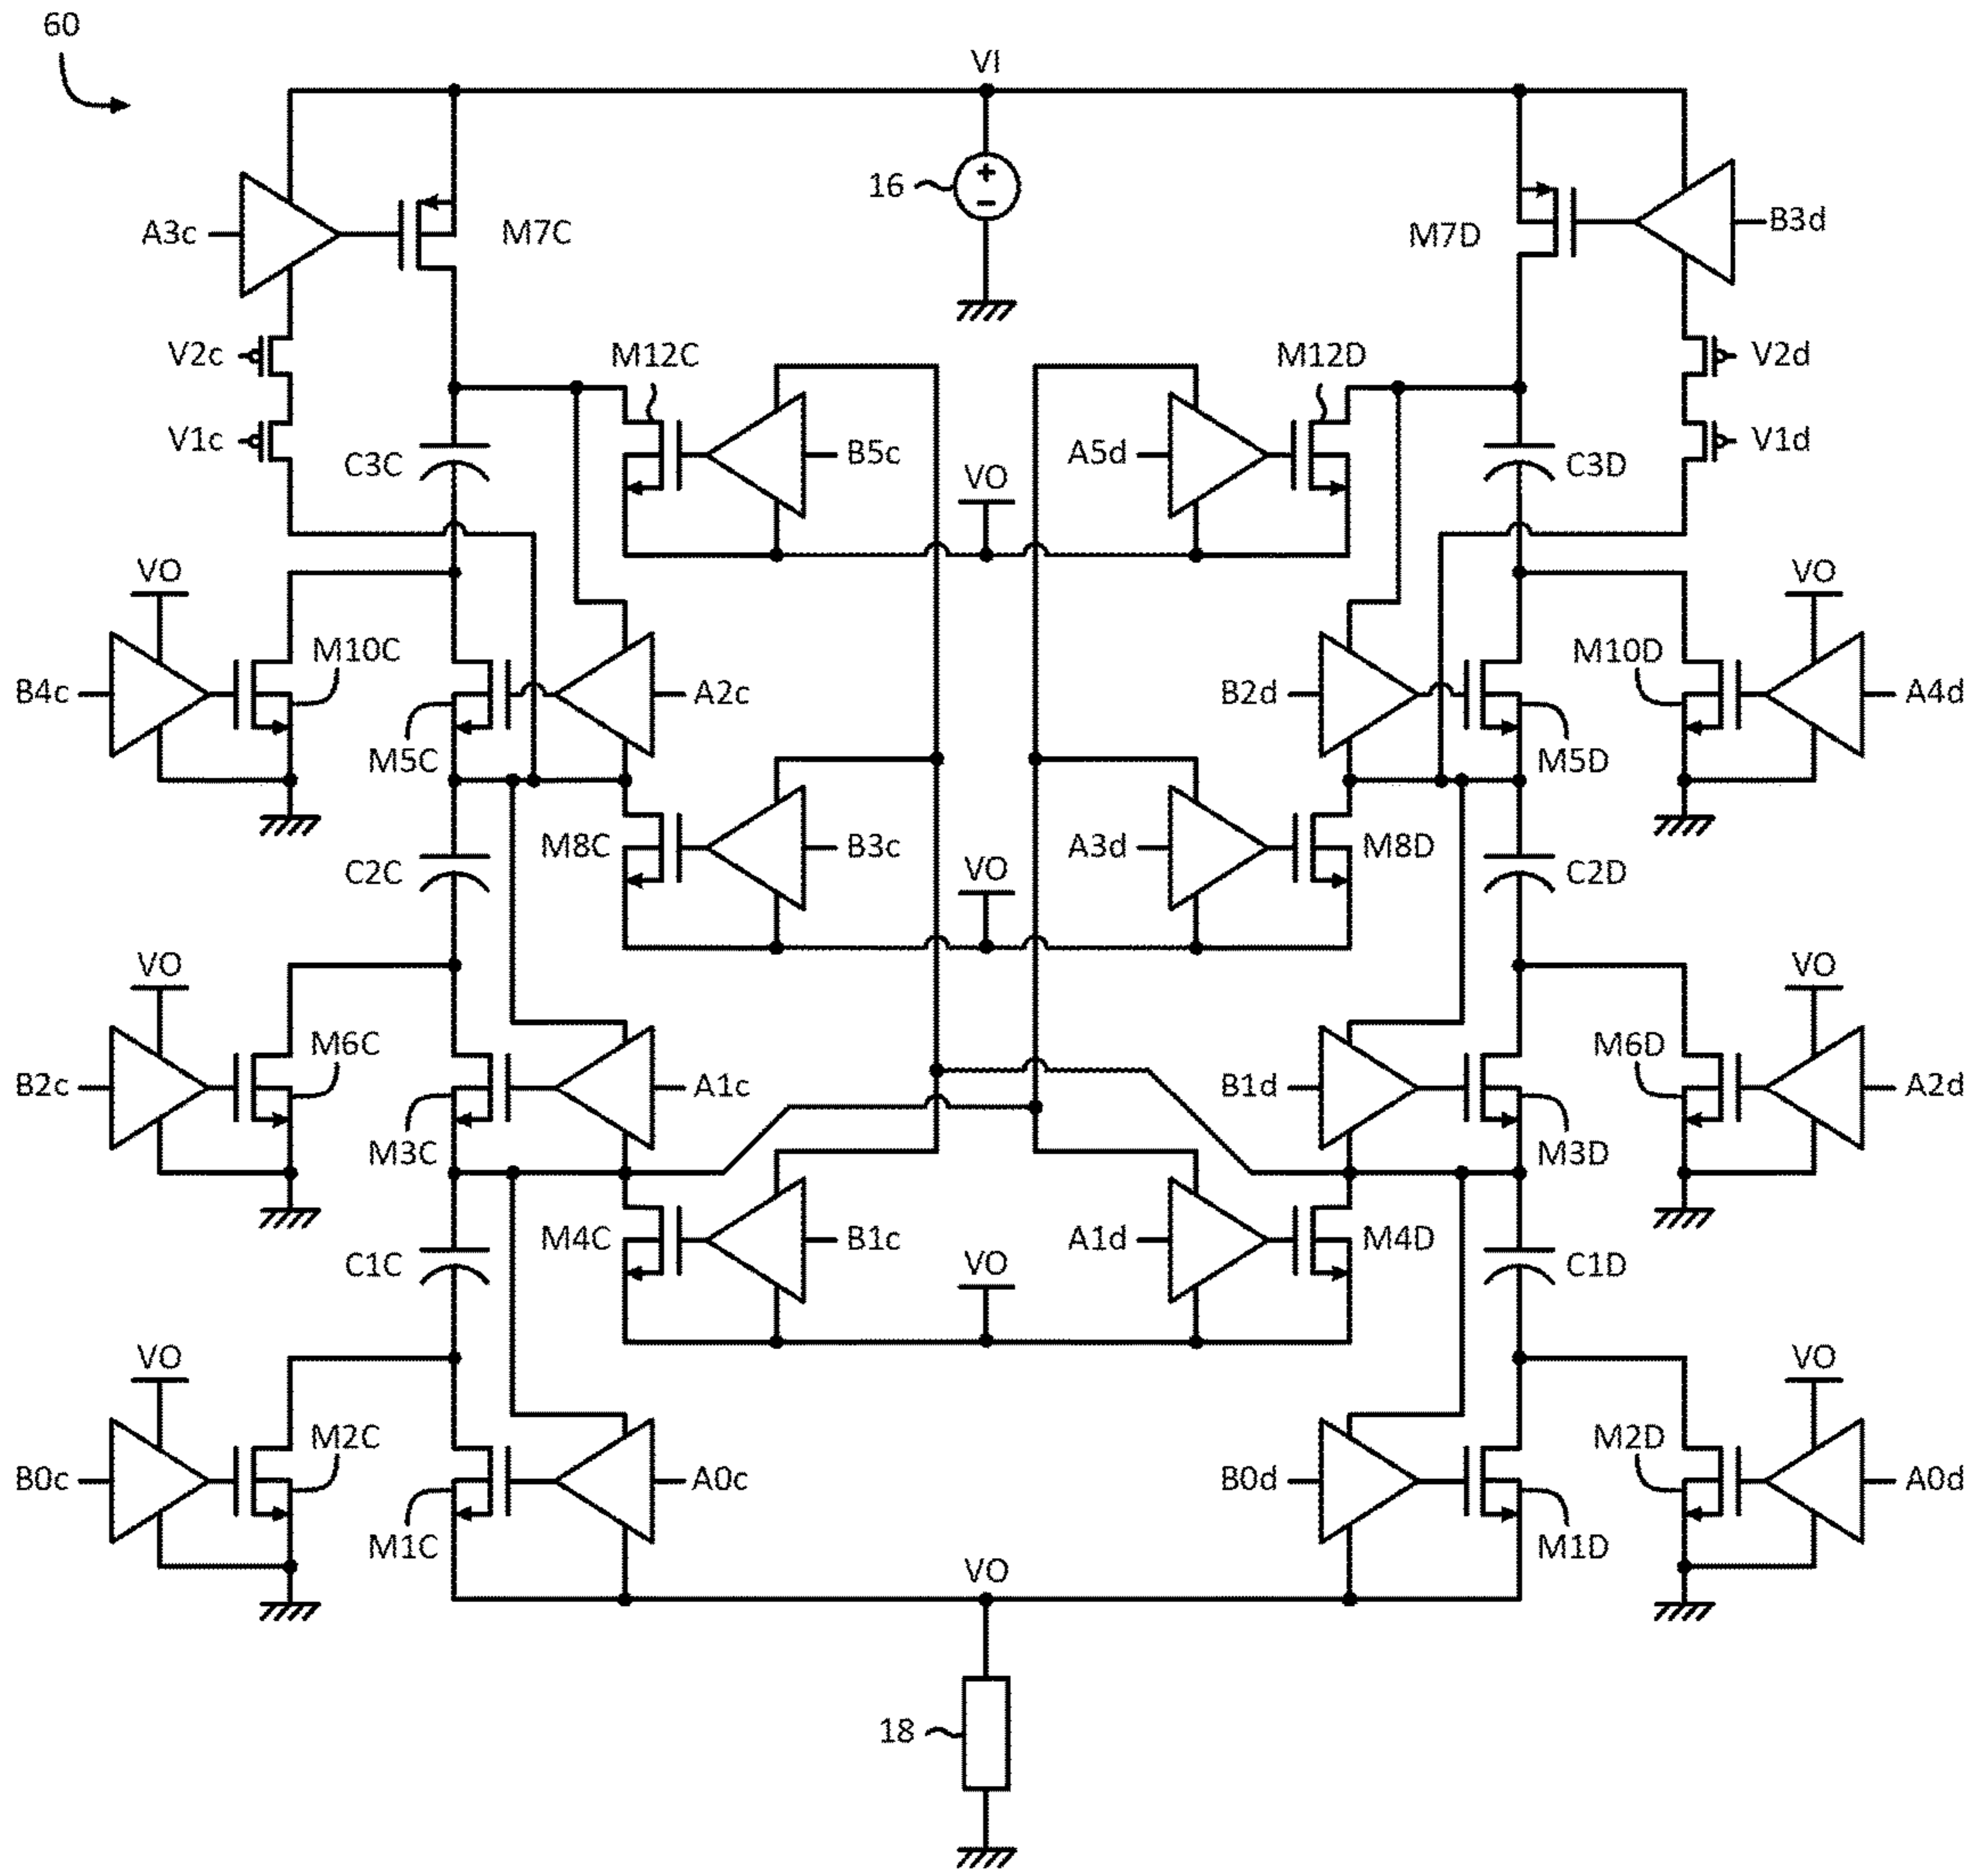 60
VI
16
A3c
M7C
M7D
B3d
V2c
M12C
M12D
V2d
V1c
C3C
B5c
VO
A5d
C3D
V1d
VO
VO
B4c
M10C
M5C
A2c
B2d
M5D
M10D
A4d
C2C
M8C
B3c
VO
A3d
M8D
C2D
VO
VO
B2c
M6C
M3C
A1c
B1d
M3D
M6D
A2d
C1C
M4C
B1c
VO
A1d
M4D
C1D
VO
VO
B0c
M2C
M1C
A0c
B0d
M1D
M2D
A0d
VO
18